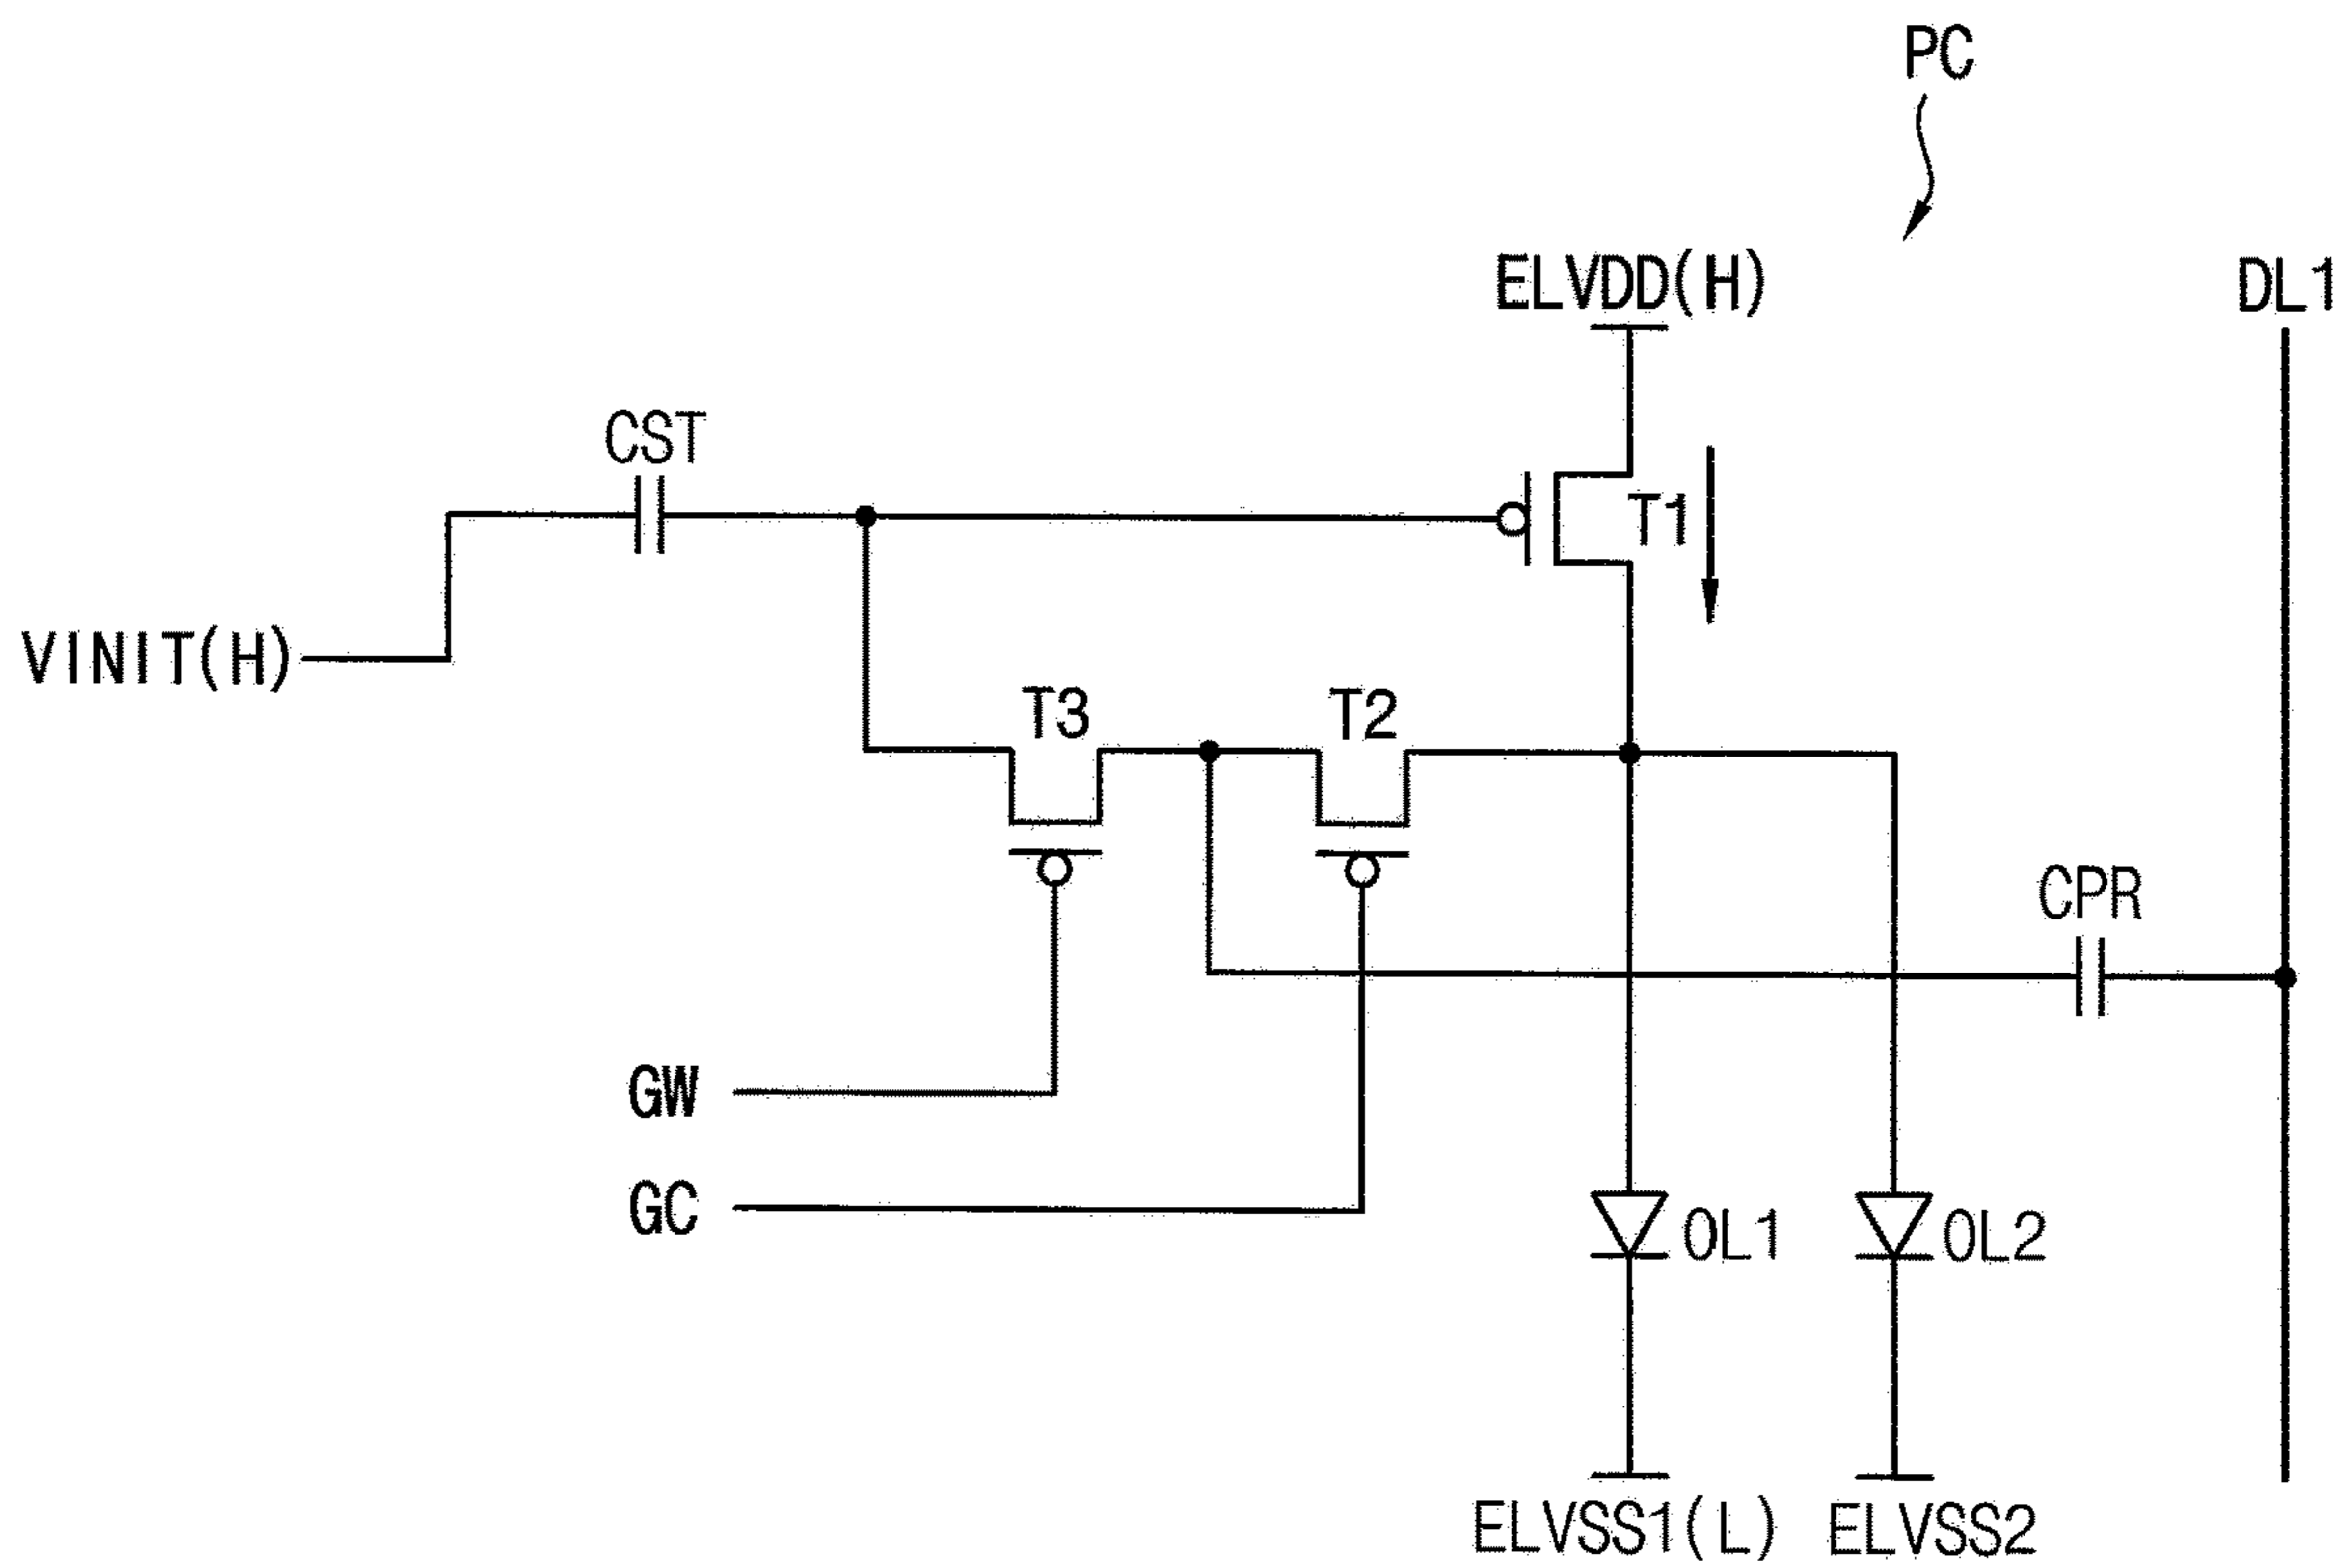 PC
ELVDD(H)
DL1
CST
T1
VINIT(H)
T3
T2
CPR
GW
GC
OL1
OL2
ELVSS1(L)
ELVSS2